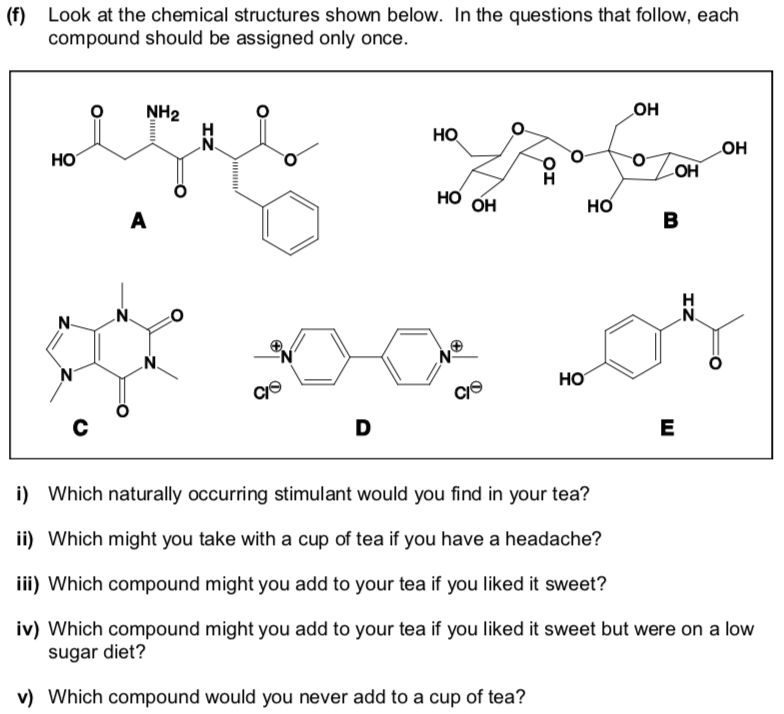 (f) Look at the chemical structures shown below. In the questions that follow, each
compound should be assigned only once.
O NH2 H N O
HO O O
A
HO O OH
O O O OH
H OH
HO OH HO
B
N N O
N N
O
C
⊕N N⊕
Cl⊖ Cl⊖
D
H
N
HO O
E
i) Which naturally occurring stimulant would you find in your tea?
ii) Which might you take with a cup of tea if you have a headache?
iii) Which compound might you add to your tea if you liked it sweet?
iv) Which compound might you add to your tea if you liked it sweet but were on a low
sugar diet?
v) Which compound would you never add to a cup of tea?